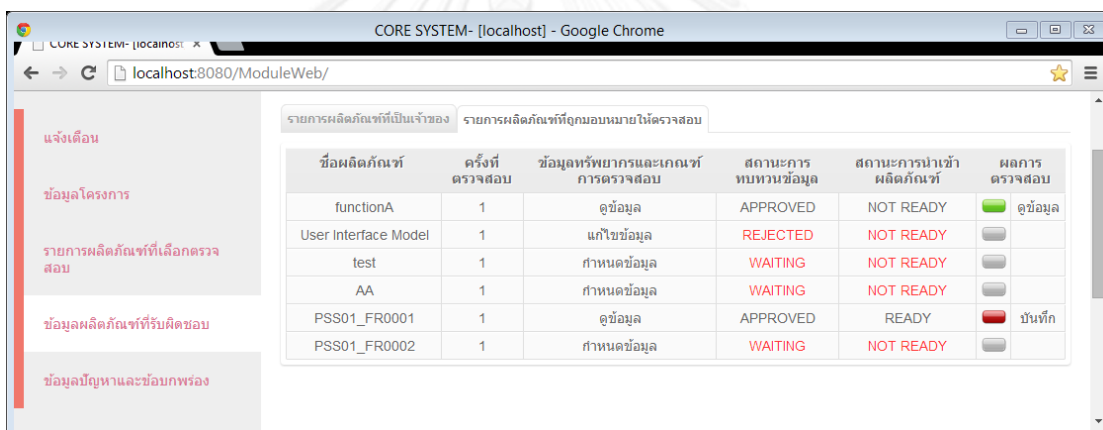 CORE SYSTEM- [localhost] - Google Chrome
CORE SYSTEM- [localhost ×
localhost:8080/ModuleWeb/
แจ้งเตือน
ข้อมูลโครงการ
รายการผลิตภัณฑ์ที่เลือกตรวจ
สอบ
ข้อมูลผลิตภัณฑ์ที่รับผิดชอบ
ข้อมูลปัญหาและข้อบกพร่อง
รายการผลิตภัณฑ์ที่เป็นเจ้าของ รายการผลิตภัณฑ์ที่ถูกมอบหมายให้ตรวจสอบ
ชื่อผลิตภัณฑ์ ครั้งที่ ข้อมูลทรัพยากรและเกณฑ์ สถานะการ สถานะการนำเข้า ผลการ
ตรวจสอบ การตรวจสอบ ทบทวนข้อมูล ผลิตภัณฑ์ ตรวจสอบ
functionA 1 ดูข้อมูล APPROVED NOT READY ดูข้อมูล
User Interface Model 1 แก้ไขข้อมูล REJECTED NOT READY
test 1 กำหนดข้อมูล WAITING NOT READY
AA 1 กำหนดข้อมูล WAITING NOT READY
PSS01_FR0001 1 ดูข้อมูล APPROVED READY บันทึก
PSS01_FR0002 1 กำหนดข้อมูล WAITING NOT READY